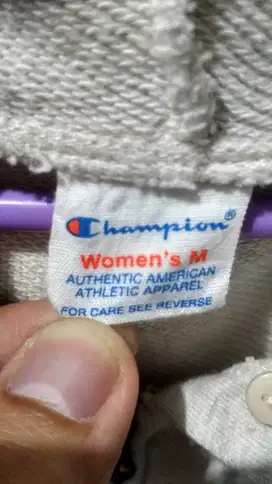 Champion®
Women's M
AUTHENTIC AMERICAN
ATHLETIC APPAREL
FOR CARE SEE REVERSE